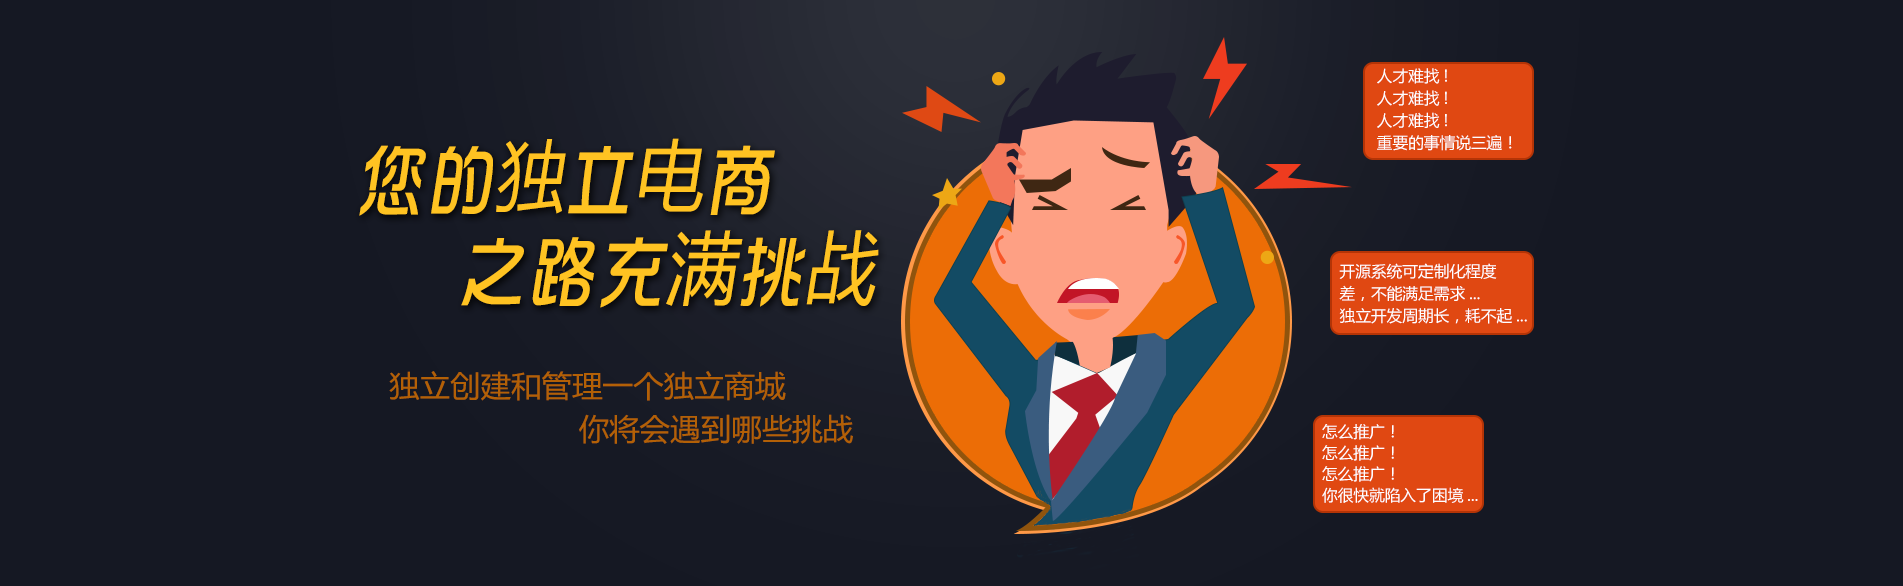 您的独立电商
之路充满挑战
独立创建和管理一个独立商城
你将会遇到哪些挑战
人才难找！
人才难找！
人才难找！
重要的事情说三遍！
开源系统可定制化程度
差，不能满足需求 ...
独立开发周期长，耗不起 ...
怎么推广！
怎么推广！
怎么推广！
你很快就陷入了困境 ...